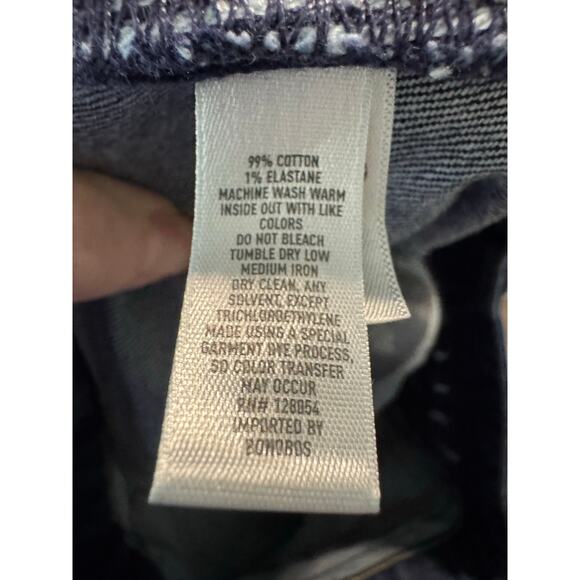 99% COTTON
1% ELASTANE
MACHINE WASH WARM
INSIDE OUT WITH LIKE
COLORS
DO NOT BLEACH
TUMBLE DRY LOW
MEDIUM IRON
DRY CLEAN, ANY
SOLVENT, EXCEPT
TRICHLOROETHYLENE
MADE USING A SPECIAL
GARMENT DYE PROCESS,
SO COLOR TRANSFER
MAY OCCUR
RN# 128054
IMPORTED BY
BONOBOS